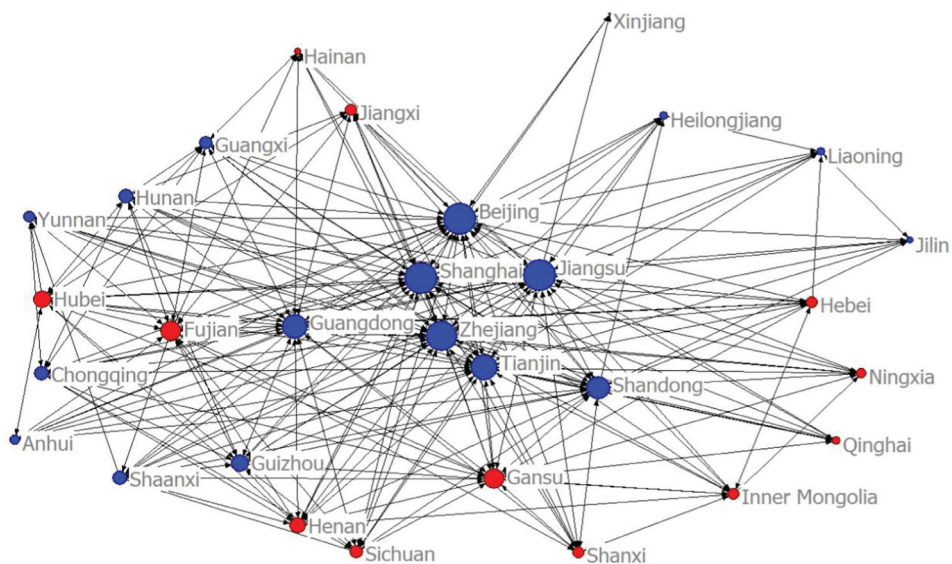 Xinjiang
Hainan
Jiangxi
Heilongjiang
Guangxi
Liaoning
Hunan
Beijing
Yunnan
Jilin
Shanghai
Jiangsu
Hubei
Hebei
Fujian
Guangdong
Zhejiang
Tianjin
Chongqing
Ningxia
Shandong
Anhui
Qinghai
Guizhou
Shaanxi
Gansu
Inner Mongolia
Henan
Sichuan
Shanxi